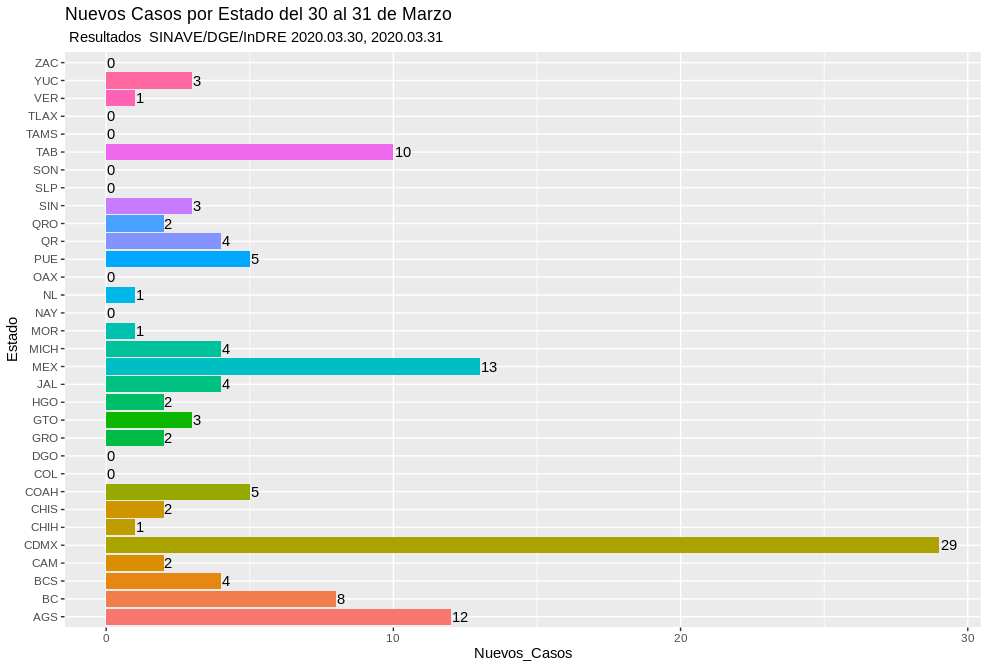 Nuevos Casos por Estado del 30 al 31 de Marzo
Resultados  SINAVE/DGE/InDRE 2020.03.30, 2020.03.31
Estado
ZAC 0
YUC 3
VER 1
TLAX 0
TAMS 0
TAB 10
SON 0
SLP 0
SIN 3
QRO 2
QR 4
PUE 5
OAX 0
NL 1
NAY 0
MOR 1
MICH 4
MEX 13
JAL 4
HGO 2
GTO 3
GRO 2
DGO 0
COL 0
COAH 5
CHIS 2
CHIH 1
CDMX 29
CAM 2
BCS 4
BC 8
AGS 12
0 10 20 30
Nuevos_Casos